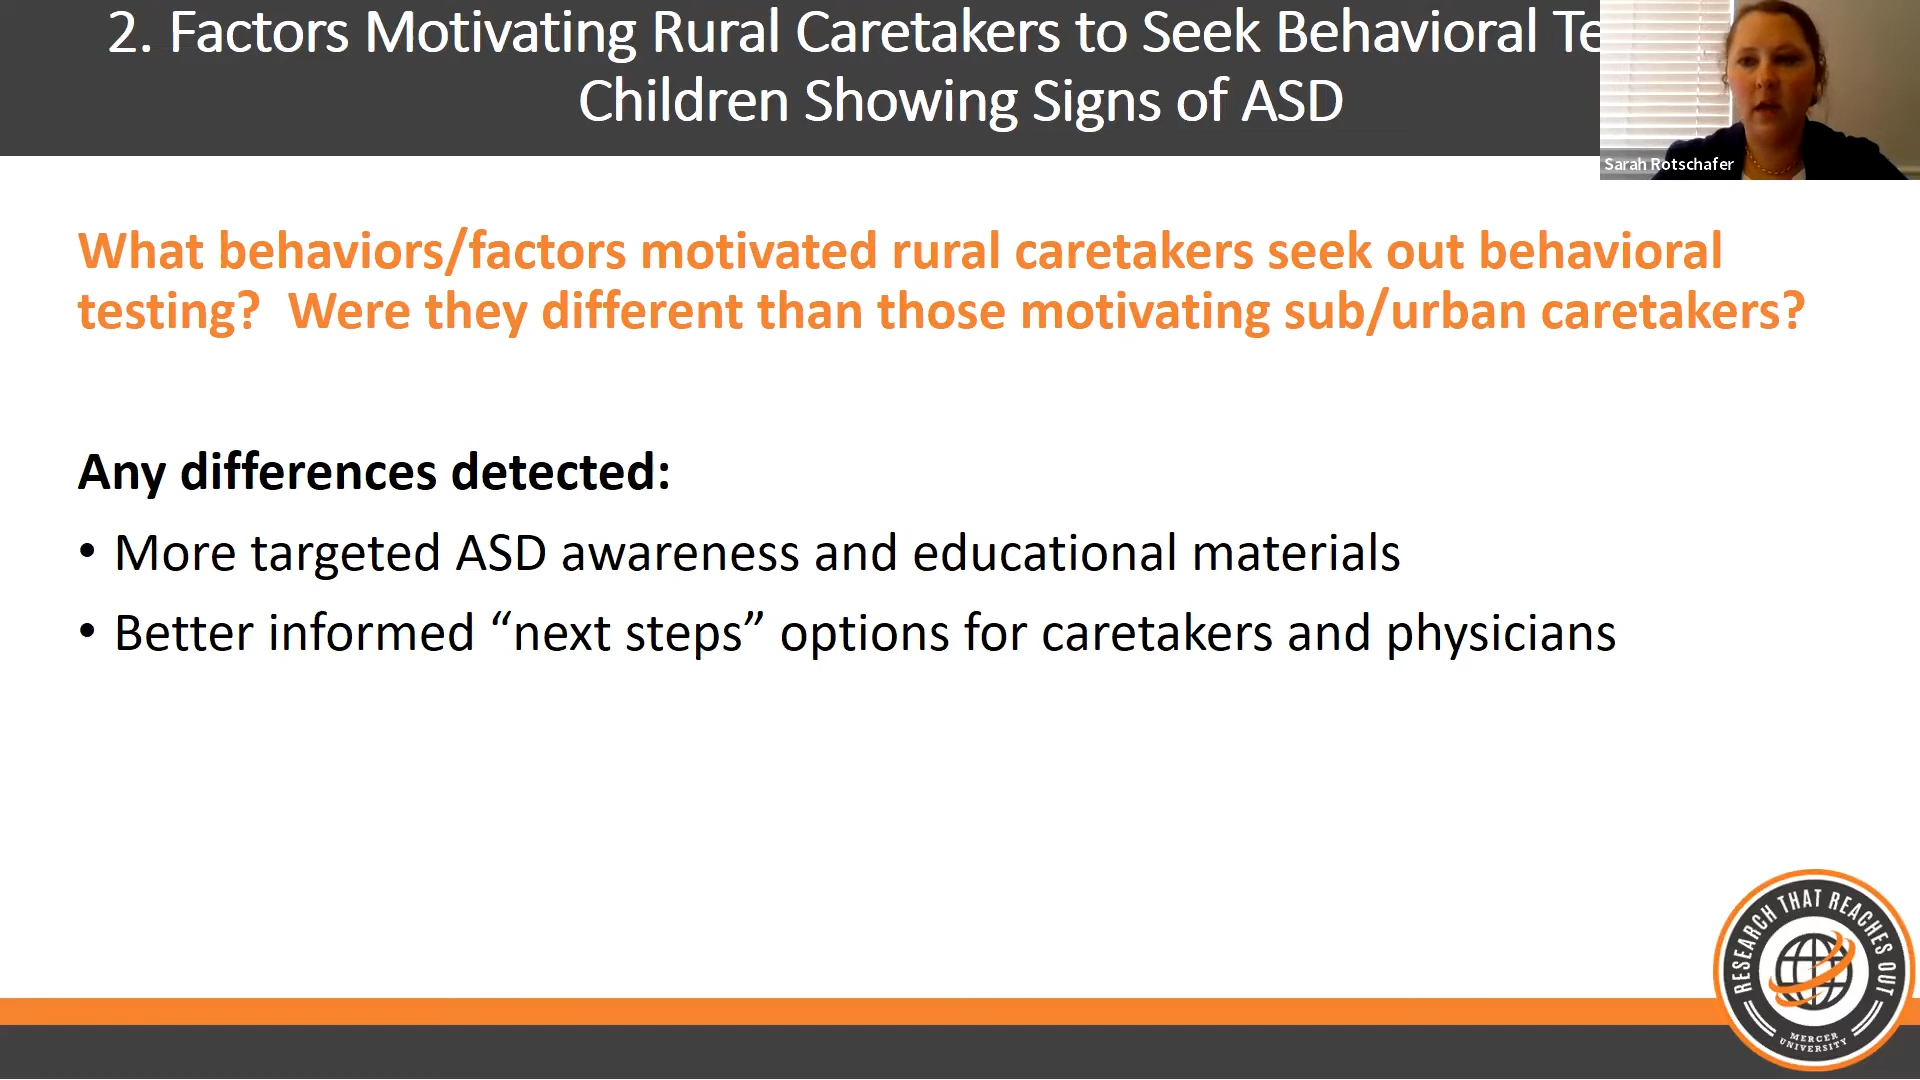 2. Factors Motivating Rural Caretakers to Seek Behavioral Te
Children Showing Signs of ASD
Sarah Rotschafer
What behaviors/factors motivated rural caretakers seek out behavioral
testing? Were they different than those motivating sub/urban caretakers?
Any differences detected:
• More targeted ASD awareness and educational materials
• Better informed “next steps” options for caretakers and physicians
RESEARCH THAT REACHES OUT
MERCER
UNIVERSITY